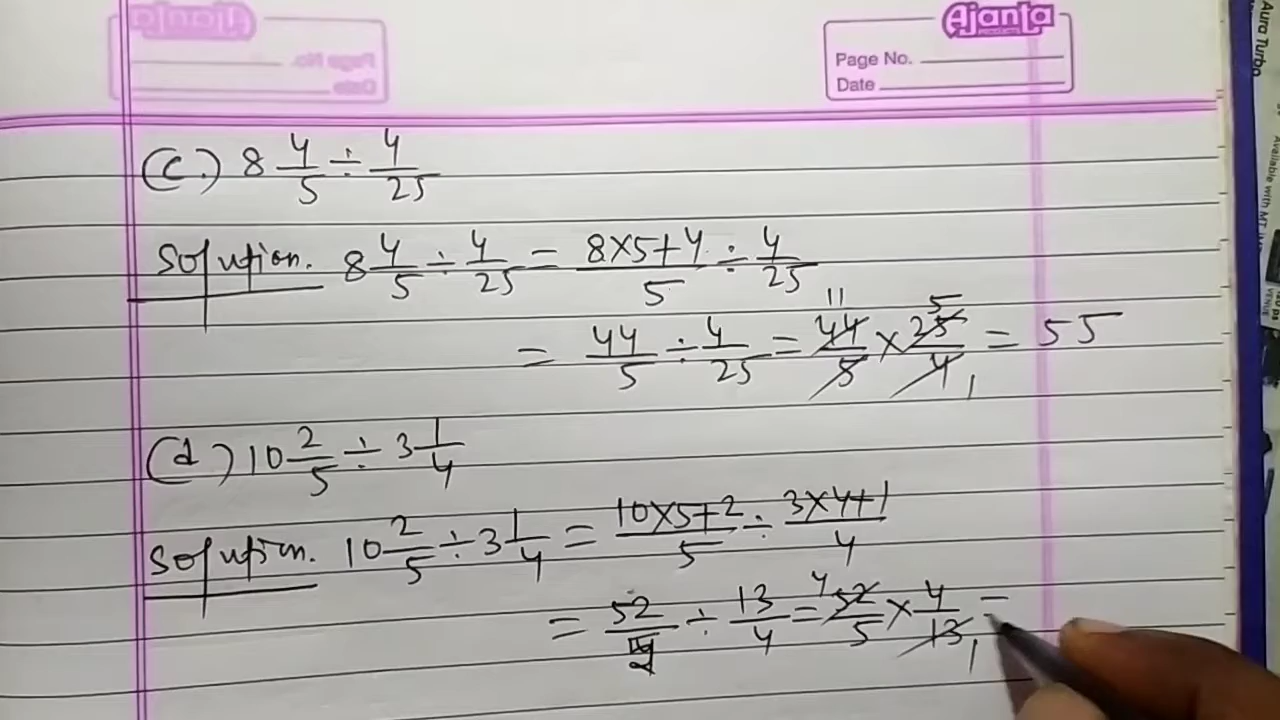 Ajanta
PRODUCTS
Page No.
Date
(C.) 8 4/5 ÷ 4/25
Solution. 8 4/5 ÷ 4/25 = 8×5+4/5 ÷ 4/25
= 44/5 ÷ 4/25 = 11 44/5 × 5 25/4 1 = 55
(d) 10 2/5 ÷ 3 1/4
Solution. 10 2/5 ÷ 3 1/4 = 10×5+2/5 ÷ 3×4+1/4
= 52/5 ÷ 13/4 = 4 52/5 × 4/13 1 =
Aura Turbo